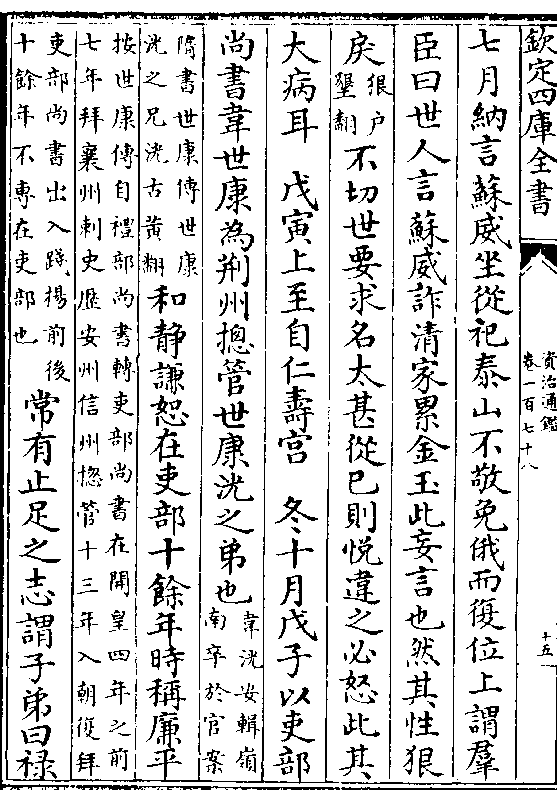 欽定四庫全書
資治通鑑
卷一百七十八
十五
七月納言蘇威坐從祀泰山不敬免俄而復位上謂羣
臣曰世人言蘇威詐清家累金玉此妄言也然其性狠
戾狠户墾翻不切世要求名太甚從己則悦違之必怒此其
大病耳　戊寅上至自仁壽宮　冬十月戊子以吏部
尚書韋世康為荆州摠管世康洸之弟也韋洸安輯嶺南卒於官案
隋書世康傳世康洸之兄洸古黄翻和静謙恕在吏部十餘年時稱廉平
按世康傳自禮部尚書轉吏部尚書在開皇四年之前
七年拜襄州刺史歴安州信州摠管十三年入朝復拜
吏部尚書出入踐揚前後十餘年不專在吏部也常有止足之志謂子弟曰禄